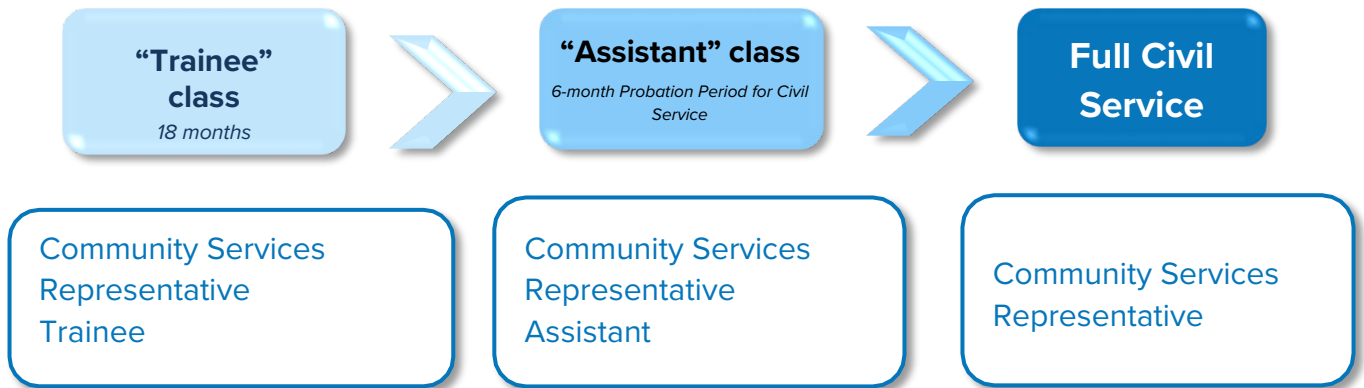 “Trainee”
class
18 months
“Assistant” class
6-month Probation Period for Civil
Service
Full Civil
Service
Community Services
Representative
Trainee
Community Services
Representative
Assistant
Community Services
Representative